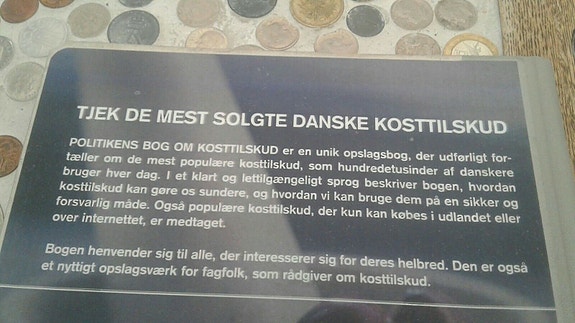 TJEK DE MEST SOLGTE DANSKE KOSTTILSKUD
POLITIKENS BOG OM KOSTTILSKUD er en unik opslagsbog, der udførligt for-
tæller om de mest populære kosttilskud, som hundredetusinder af danskere
bruger hver dag. I et klart og lettilgængeligt sprog beskriver bogen, hvordan
kosttilskud kan gøre os sundere, og hvordan vi kan bruge dem på en sikker og
forsvarlig måde. Også populære kosttilskud, der kun kan købes i udlandet eller
over internettet, er medtaget.
Bogen henvender sig til alle, der interesserer sig for deres helbred. Den er også
et nyttigt opslagsværk for fagfolk, som rådgiver om kosttilskud.